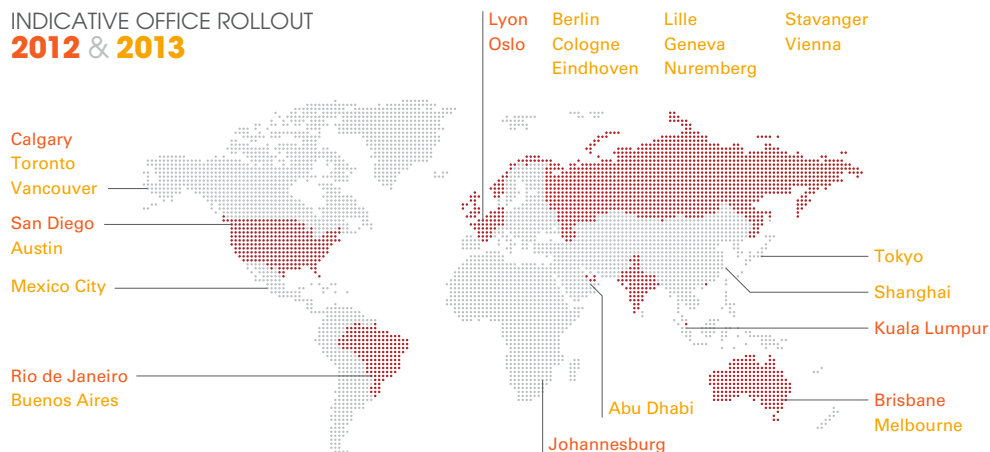 INDICATIVE OFFICE ROLLOUT
2012 & 2013
Lyon
Oslo
Berlin
Cologne
Eindhoven
Lille
Geneva
Nuremberg
Stavanger
Vienna
Calgary
Toronto
Vancouver
San Diego
Austin
Mexico City
Rio de Janeiro
Buenos Aires
Tokyo
Shanghai
Kuala Lumpur
Abu Dhabi
Brisbane
Melbourne
Johannesburg